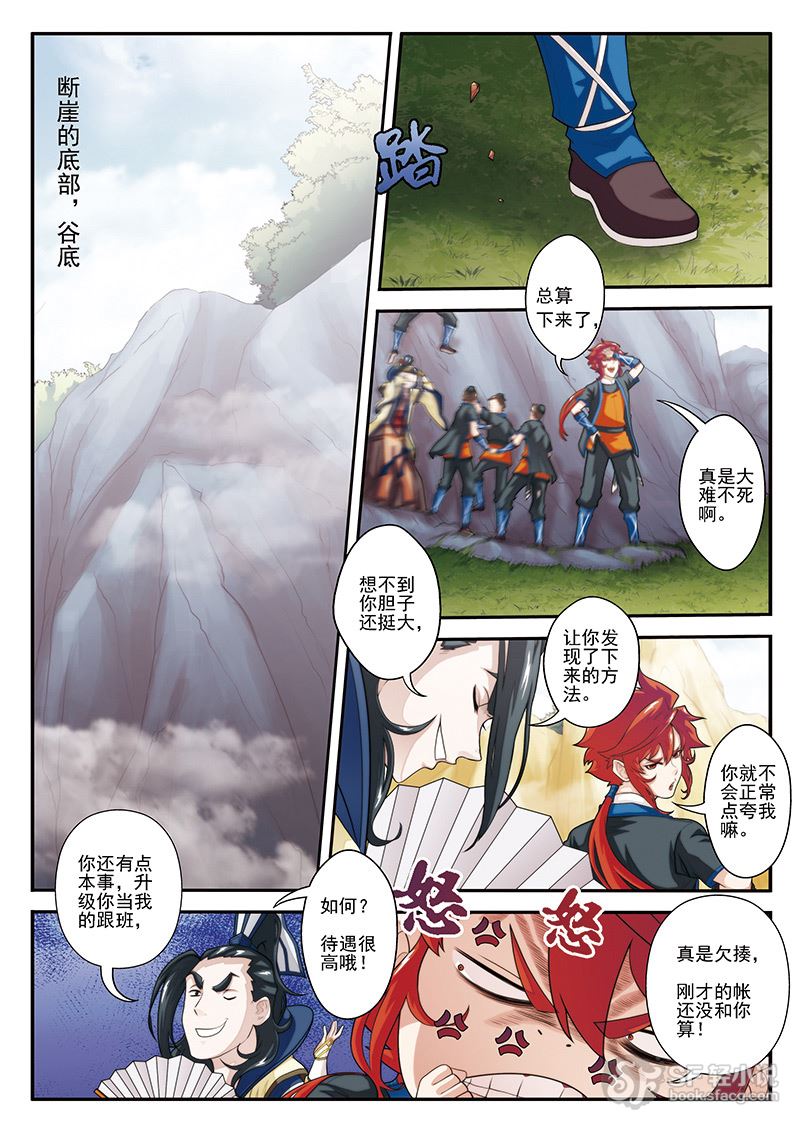 断崖的底部，谷底
踏
总算
下来了，
真是大
难不死
啊。
想不到
你胆子
还挺大，
让你发
现了下
来的方
法。
不常我
就正夸
你会点
嘛。
你还有点
本事，升
级你当我
的跟班，
如何？
待遇很
高哦！
怒
怒
真是欠揍，
刚才的帐
还没和你
算！
SF轻小说
book.sfacg.com